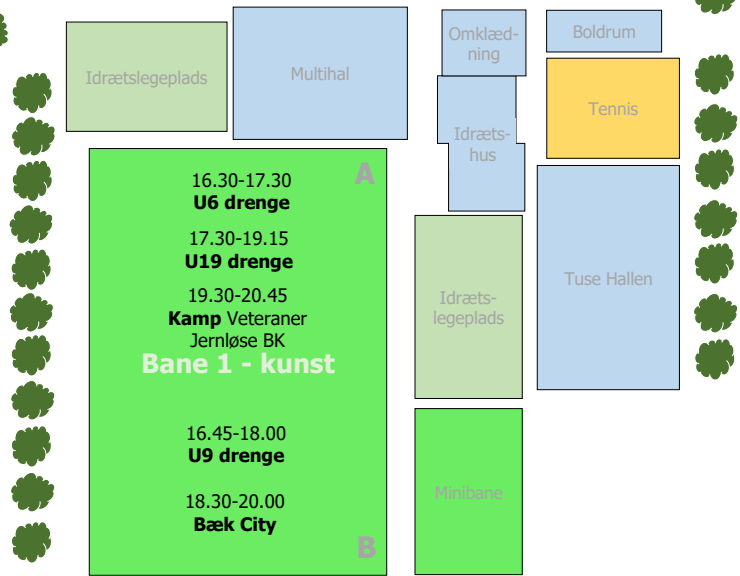 Idrætslegeplads
Multihal
Omklæd-
ning
Boldrum
Idræts-
hus
Tennis
A
16.30-17.30
U6 drenge
17.30-19.15
U19 drenge
19.30-20.45
Kamp Veteraner
Jernløse BK
Bane 1 - kunst
16.45-18.00
U9 drenge
18.30-20.00
Bæk City
B
Idræts-
legeplads
Tuse Hallen
Minibane